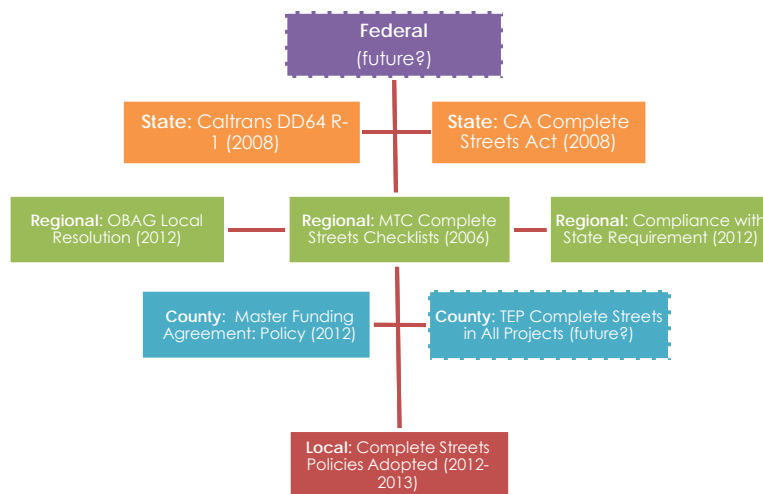 Federal
(future?)
State: Caltrans DD64 R-
1 (2008)
State: CA Complete
Streets Act (2008)
Regional: OBAG Local
Resolution (2012)
Regional: MTC Complete
Streets Checklists (2006)
Regional: Compliance with
State Requirement (2012)
County: Master Funding
Agreement: Policy (2012)
County: TEP Complete Streets
in All Projects (future?)
Local: Complete Streets
Policies Adopted (2012-
2013)